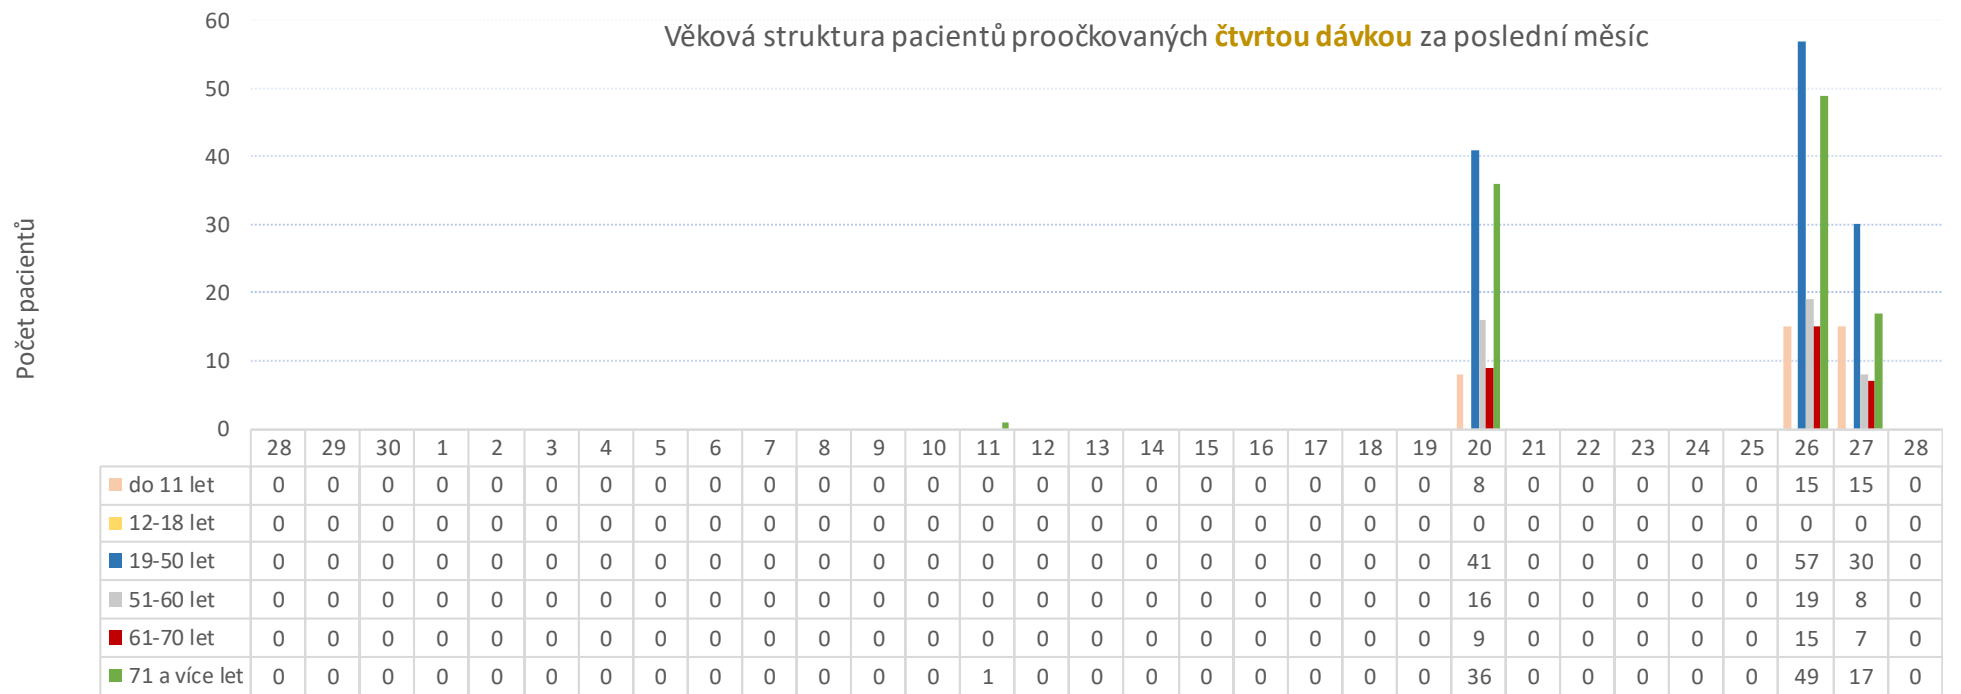 Věková struktura pacientů proočkovaných čtvrtou dávkou za poslední měsíc
Počet pacientů
60
50
40
30
20
10
0
28 29 30 1 2 3 4 5 6 7 8 9 10 11 12 13 14 15 16 17 18 19 20 21 22 23 24 25 26 27 28
do 11 let 0 0 0 0 0 0 0 0 0 0 0 0 0 0 0 0 0 0 0 0 0 0 8 0 0 0 0 0 15 15 0
12-18 let 0 0 0 0 0 0 0 0 0 0 0 0 0 0 0 0 0 0 0 0 0 0 0 0 0 0 0 0 0 0 0
19-50 let 0 0 0 0 0 0 0 0 0 0 0 0 0 0 0 0 0 0 0 0 0 0 41 0 0 0 0 0 57 30 0
51-60 let 0 0 0 0 0 0 0 0 0 0 0 0 0 0 0 0 0 0 0 0 0 0 16 0 0 0 0 0 19 8 0
61-70 let 0 0 0 0 0 0 0 0 0 0 0 0 0 0 0 0 0 0 0 0 0 0 9 0 0 0 0 0 15 7 0
71 a více let 0 0 0 0 0 0 0 0 0 0 0 0 0 1 0 0 0 0 0 0 0 0 36 0 0 0 0 0 49 17 0